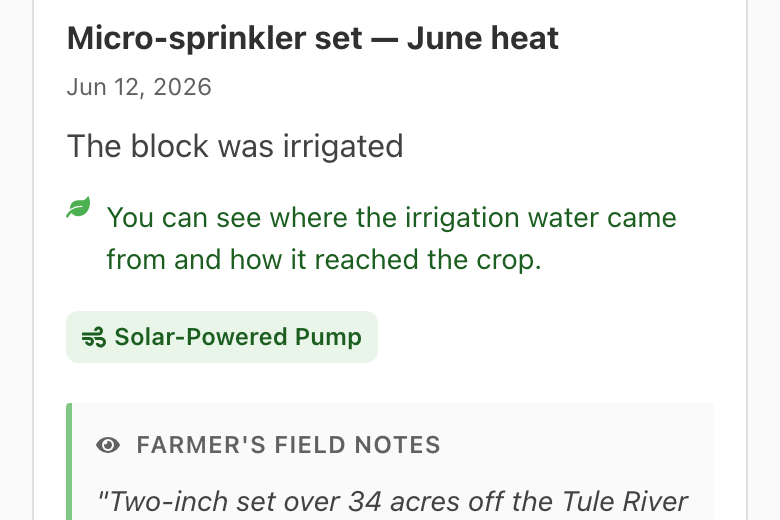 Micro-sprinkler set — June heat
Jun 12, 2026
The block was irrigated
You can see where the irrigation water came
from and how it reached the crop.
Solar-Powered Pump
FARMER'S FIELD NOTES
"Two-inch set over 34 acres off the Tule River